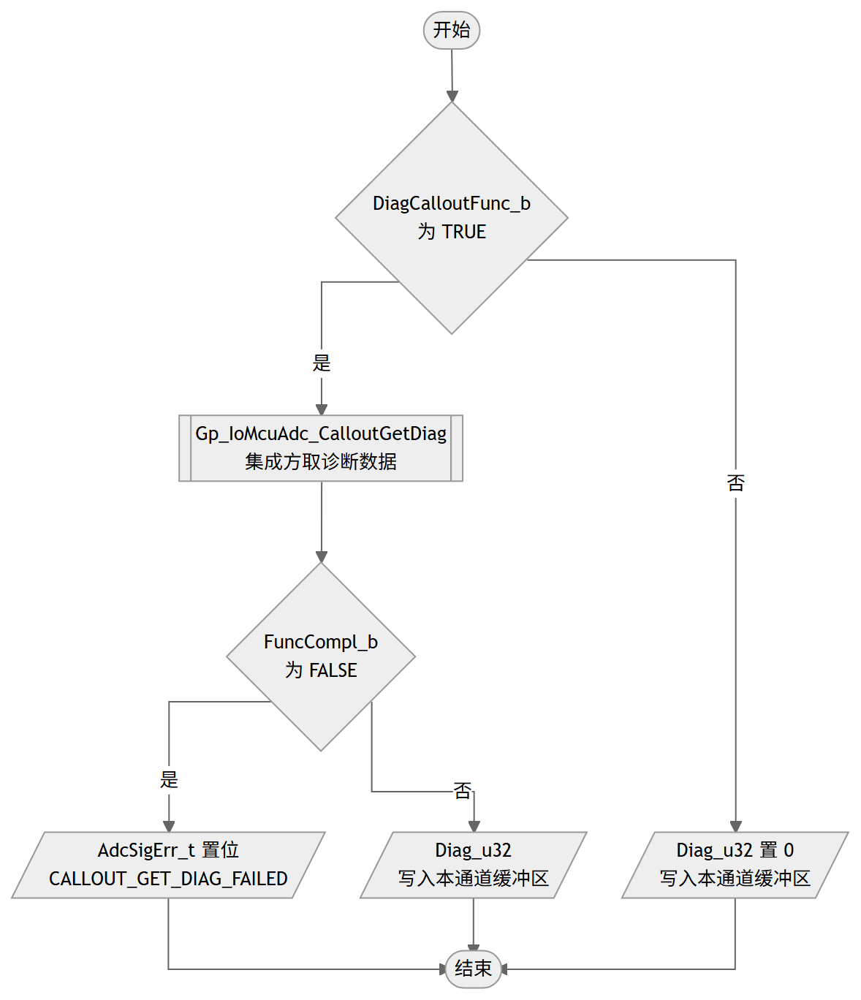 开始
DiagCalloutFunc_b
为 TRUE
是
否
Gp_IoMcuAdc_CalloutGetDiag
集成方取诊断数据
FuncCompl_b
为 FALSE
是
否
AdcSigErr_t 置位
CALLOUT_GET_DIAG_FAILED
Diag_u32
写入本通道缓冲区
Diag_u32 置 0
写入本通道缓冲区
结束